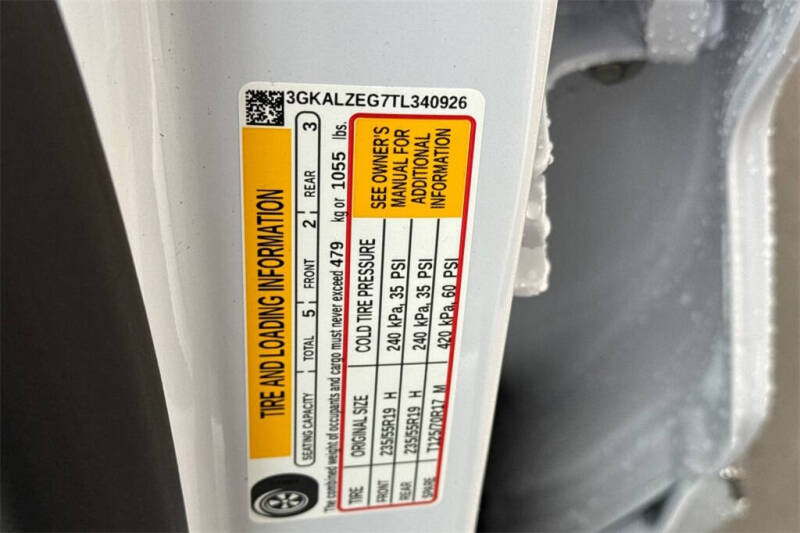 3GKALZEG7TL340926
TIRE AND LOADING INFORMATION
SEATING CAPACITY TOTAL 5 FRONT 2 REAR 3
The combined weight of occupants and cargo must never exceed 479 kg or 1055 lbs.
TIRE ORIGINAL SIZE COLD TIRE PRESSURE
FRONT 235/55R19 H 240 kPa, 35 PSI
REAR 235/55R19 H 240 kPa, 35 PSI
SPARE T125/70R17 M 420 kPa, 60 PSI
SEE OWNER'S
MANUAL FOR
ADDITIONAL
INFORMATION